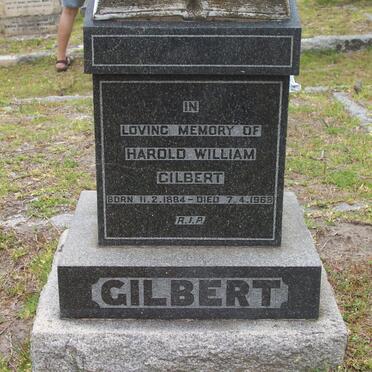 IN
LOVING MEMORY OF
HAROLD WILLIAM
GILBERT
BORN 11.2.1884 – DIED 7.4.1968
R.I.P.
GILBERT